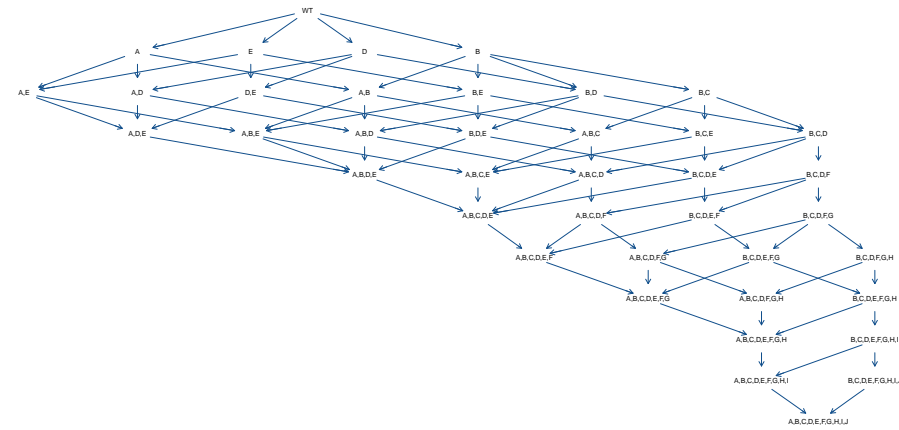 WT
A E D B
A,E A,D D,E A,B B,E B,D B,C
A,D,E A,B,E A,B,D B,D,E A,B,C B,C,E B,C,D
A,B,D,E A,B,C,E A,B,C,D B,C,D,E B,C,D,F
A,B,C,D,E A,B,C,D,F B,C,D,E,F B,C,D,F,G
A,B,C,D,E,F A,B,C,D,F,G B,C,D,E,F,G B,C,D,F,G,H
A,B,C,D,E,F,G A,B,C,D,F,G,H B,C,D,E,F,G,H
A,B,C,D,E,F,G,H B,C,D,E,F,G,H,I
A,B,C,D,E,F,G,H,I B,C,D,E,F,G,H,I,
A,B,C,D,E,F,G,H,I,J